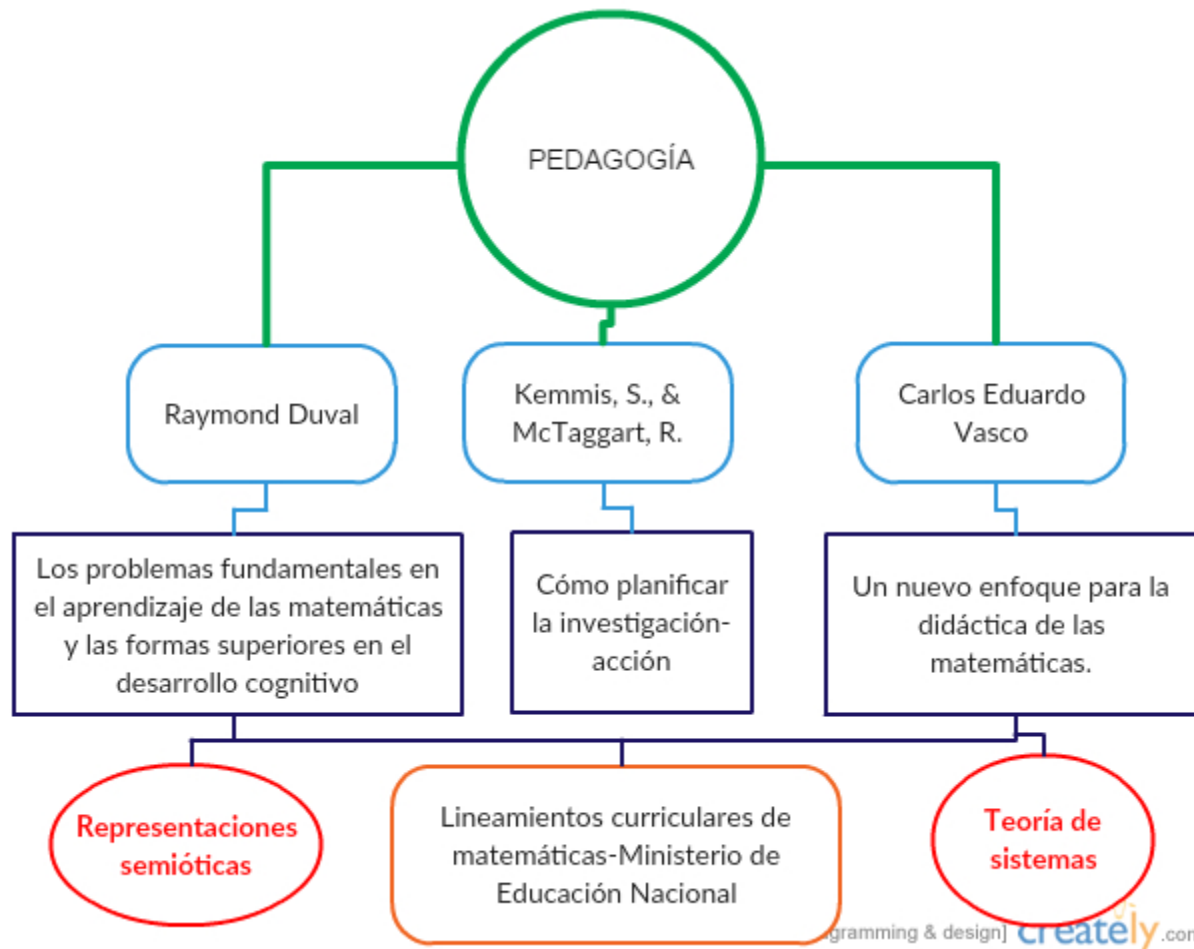 PEDAGOGÍA
Raymond Duval
Kemmis, S., &
McTaggart, R.
Carlos Eduardo
Vasco
Los problemas fundamentales en
el aprendizaje de las matemáticas
y las formas superiores en el
desarrollo cognitivo
Cómo planificar
la investigación-
acción
Un nuevo enfoque para la
didáctica de las
matemáticas.
Representaciones
semióticas
Lineamientos curriculares de
matemáticas-Ministerio de
Educación Nacional
Teoría de
sistemas
& design] creately.com